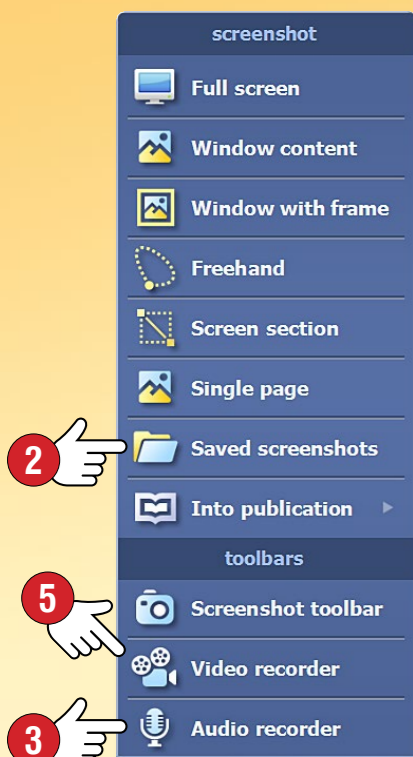 screenshot
Full screen
Window content
Window with frame
Freehand
Screen section
Single page
2
Saved screenshots
Into publication
toolbars
5
Screenshot toolbar
Video recorder
3
Audio recorder